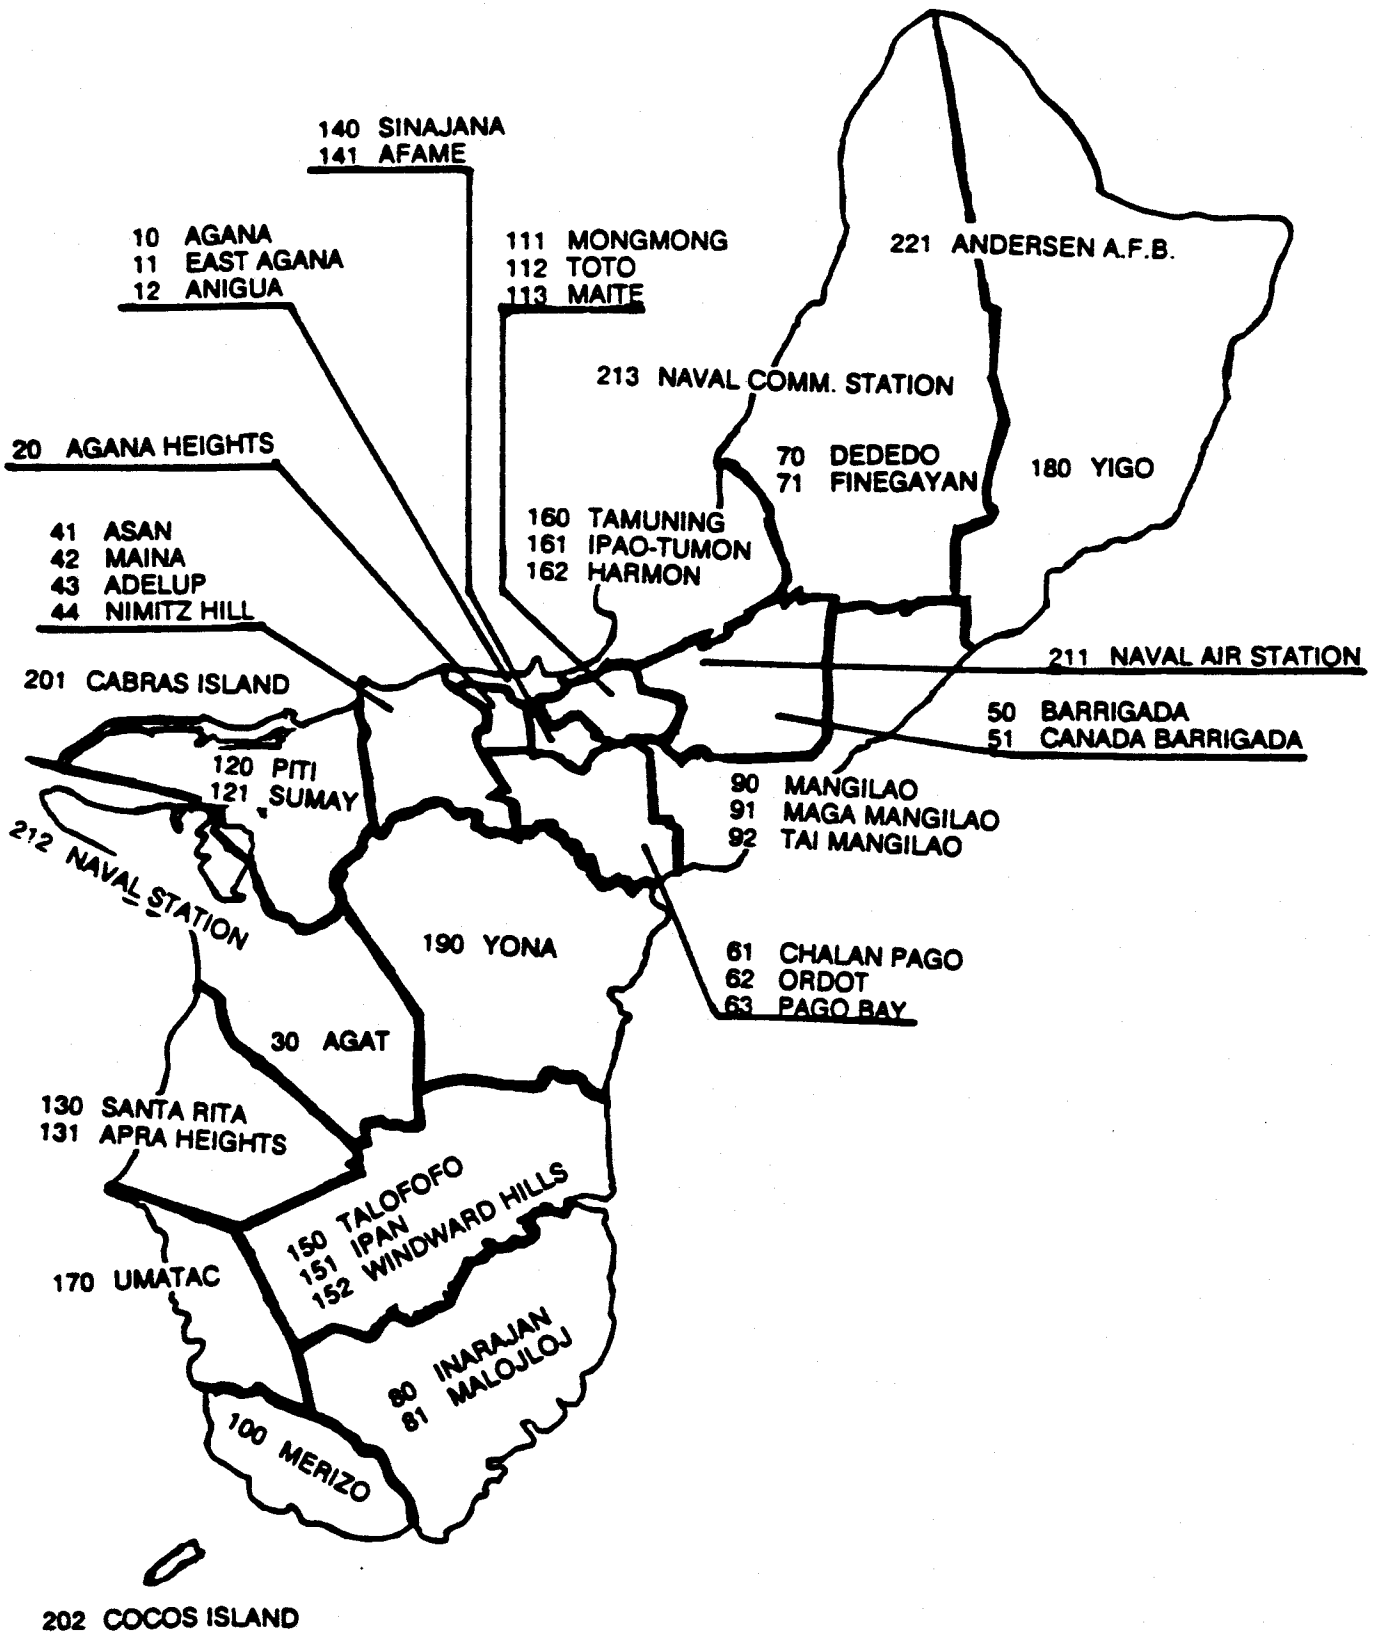 140 SINAJANA
141 AFAME
10 AGANA
11 EAST AGANA
12 ANIGUA
111 MONGMONG
112 TOTO
113 MAITE
221 ANDERSEN A.F.B.
213 NAVAL COMM. STATION
20 AGANA HEIGHTS
70 DEDEDO
71 FINEGAYAN
180 YIGO
41 ASAN
42 MAINA
43 ADELUP
44 NIMITZ HILL
160 TAMUNING
161 IPAO-TUMON
162 HARMON
201 CABRAS ISLAND
211 NAVAL AIR STATION
50 BARRIGADA
51 CANADA BARRIGADA
120 PITI
121 SUMAY
90 MANGILAO
91 MAGA MANGILAO
92 TAI MANGILAO
212 NAVAL STATION
190 YONA
61 CHALAN PAGO
62 ORDOT
63 PAGO BAY
30 AGAT
130 SANTA RITA
131 APRA HEIGHTS
150 TALOFOFO
151 IPAN
152 WINDWARD HILLS
170 UMATAC
80 INARAJAN
81 MALOJLOJ
100 MERIZO
202 COCOS ISLAND